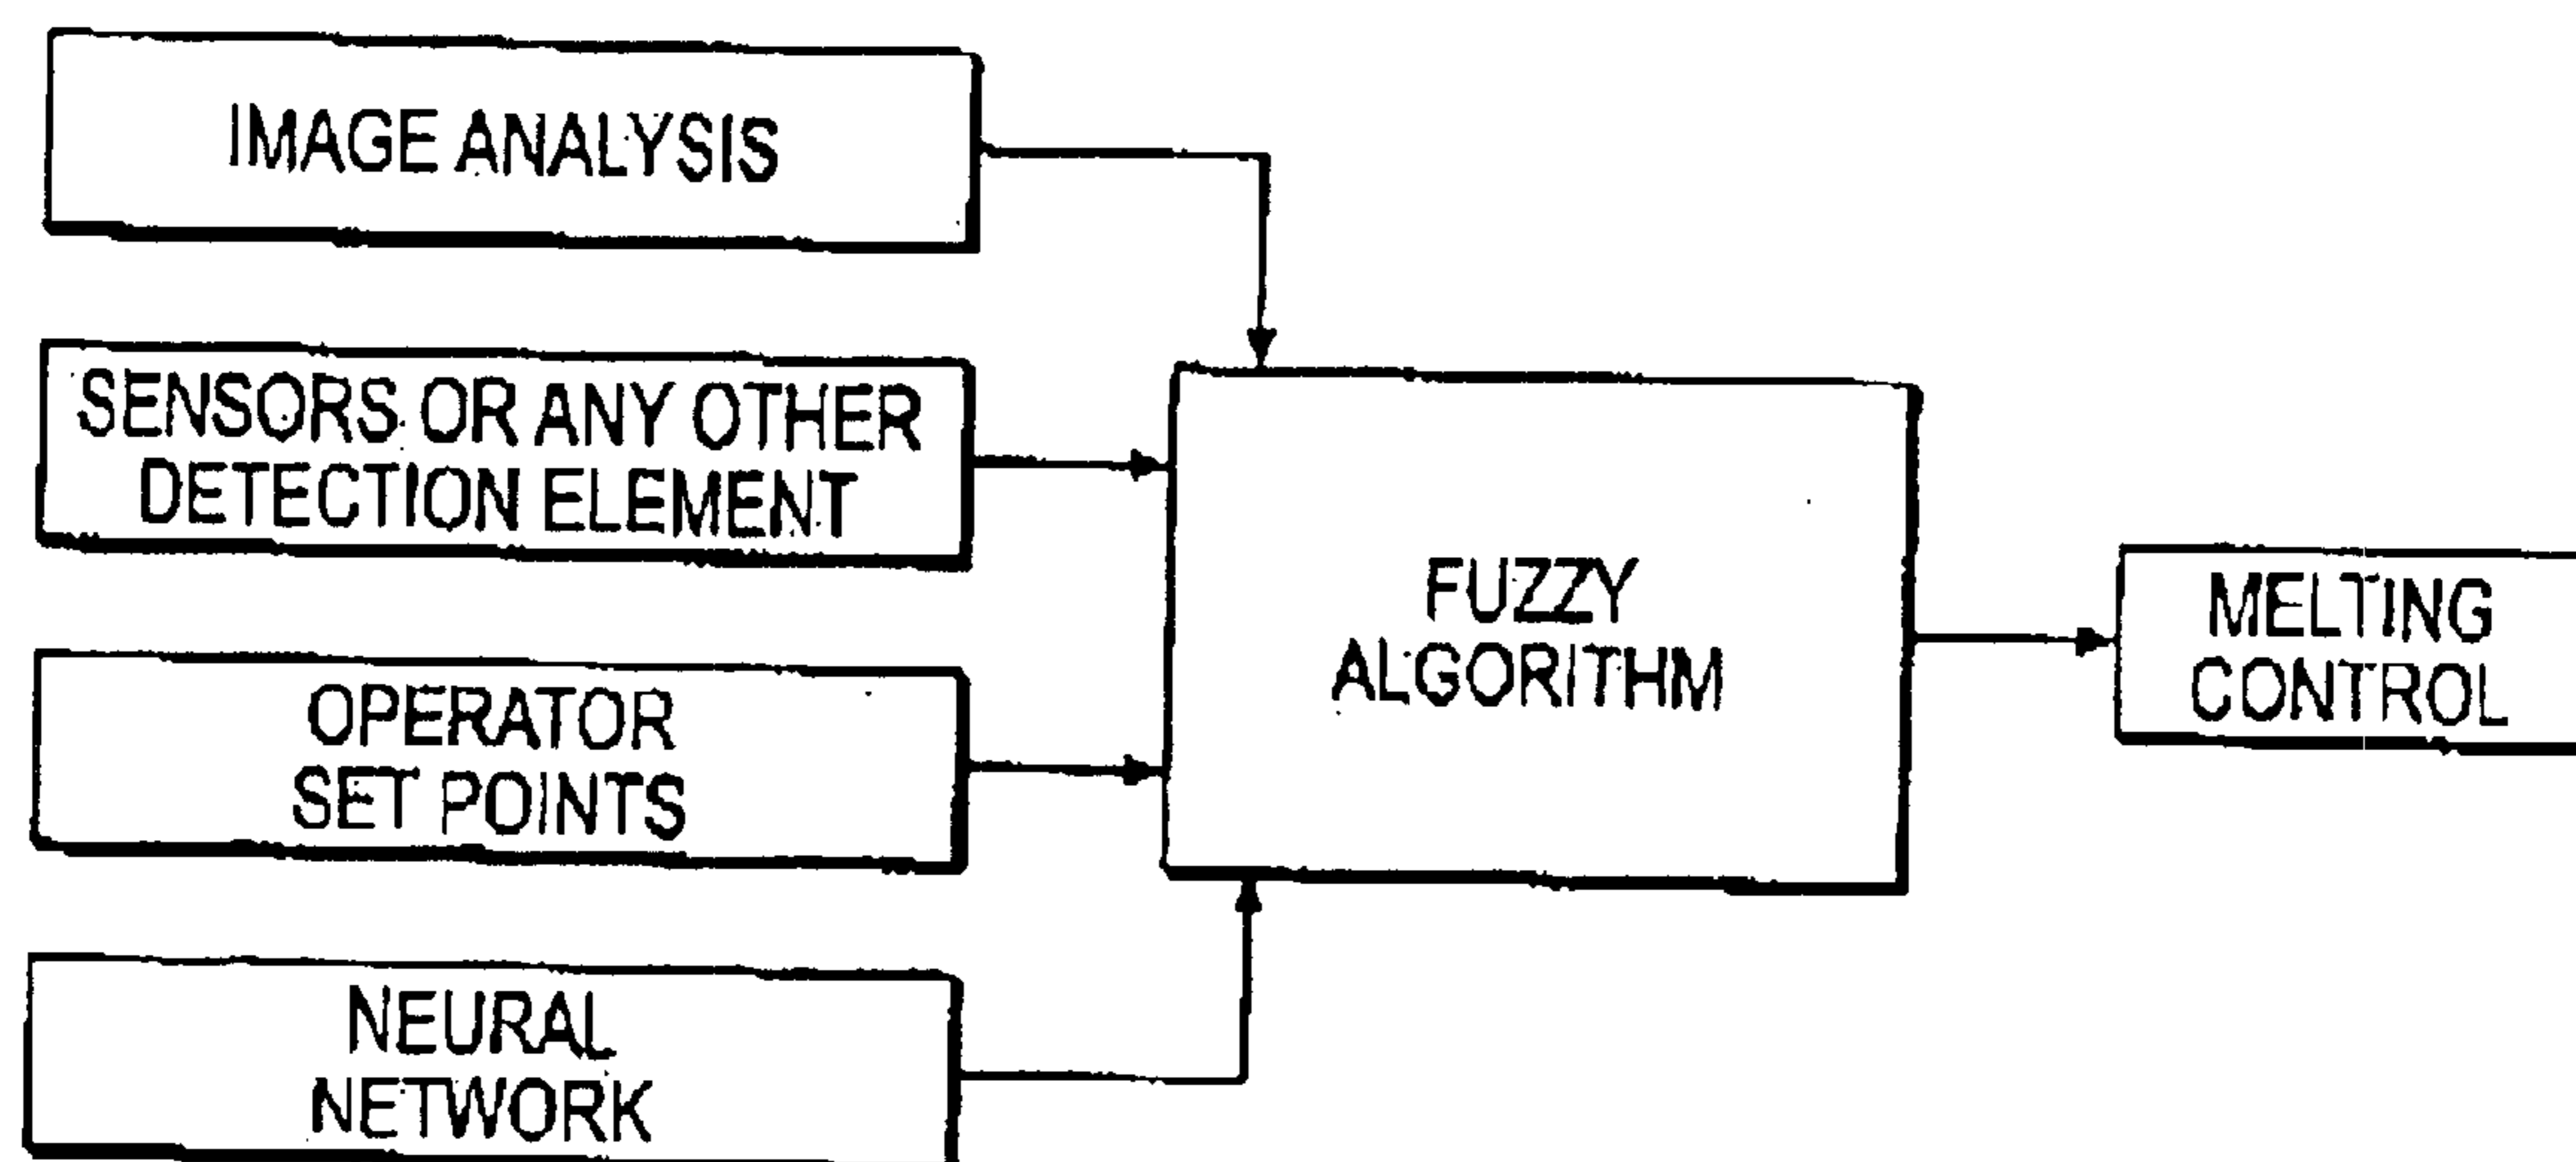 IMAGE ANALYSIS
SENSORS OR ANY OTHER
DETECTION ELEMENT
OPERATOR
SET POINTS
NEURAL
NETWORK
FUZZY
ALGORITHM
MELTING
CONTROL